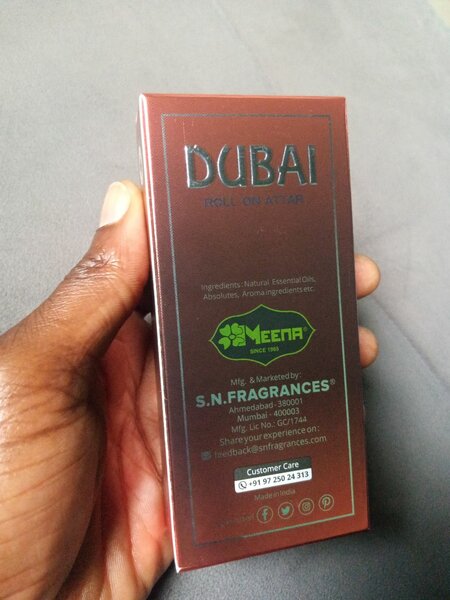 DUBAI
ROLL ON ATTAR
Ingredients: Natural Essential Oils,
Absolutes, Aroma ingredients etc.
MEENA®
SINCE 1965
Mfg. & Marketed by:
S.N.FRAGRANCES®
Ahmedabad - 380001
Mumbai - 400003
Mfg. Lic No.: GC/1744
Share your experience on:
feedback@snfragrances.com
Customer Care
+91 97 250 24 313
Made in India